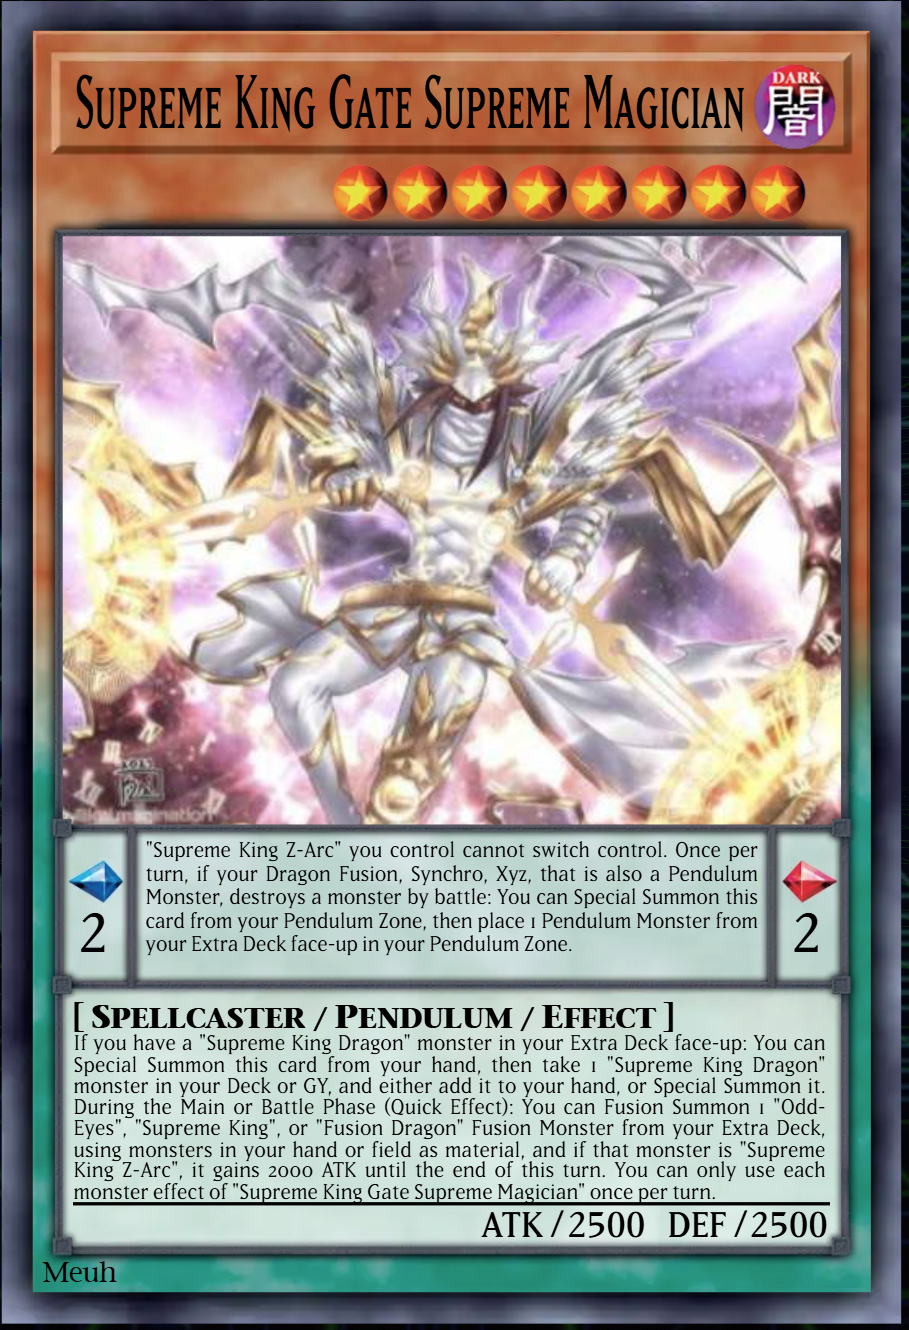 Supreme King Gate Supreme Magician
DARK
闇
"Supreme King Z-Arc" you control cannot switch control. Once per
turn, if your Dragon Fusion, Synchro, Xyz, that is also a Pendulum
Monster, destroys a monster by battle: You can Special Summon this
card from your Pendulum Zone, then place 1 Pendulum Monster from
your Extra Deck face-up in your Pendulum Zone.
2
2
[ Spellcaster / Pendulum / Effect ]
If you have a "Supreme King Dragon" monster in your Extra Deck face-up: You can
Special Summon this card from your hand, then take 1 "Supreme King Dragon"
monster in your Deck or GY, and either add it to your hand, or Special Summon it.
During the Main or Battle Phase (Quick Effect): You can Fusion Summon 1 "Odd-
Eyes", "Supreme King", or "Fusion Dragon" Fusion Monster from your Extra Deck,
using monsters in your hand or field as material, and if that monster is "Supreme
King Z-Arc", it gains 2000 ATK until the end of this turn. You can only use each
monster effect of "Supreme King Gate Supreme Magician" once per turn.
ATK/2500 DEF/2500
Meuh